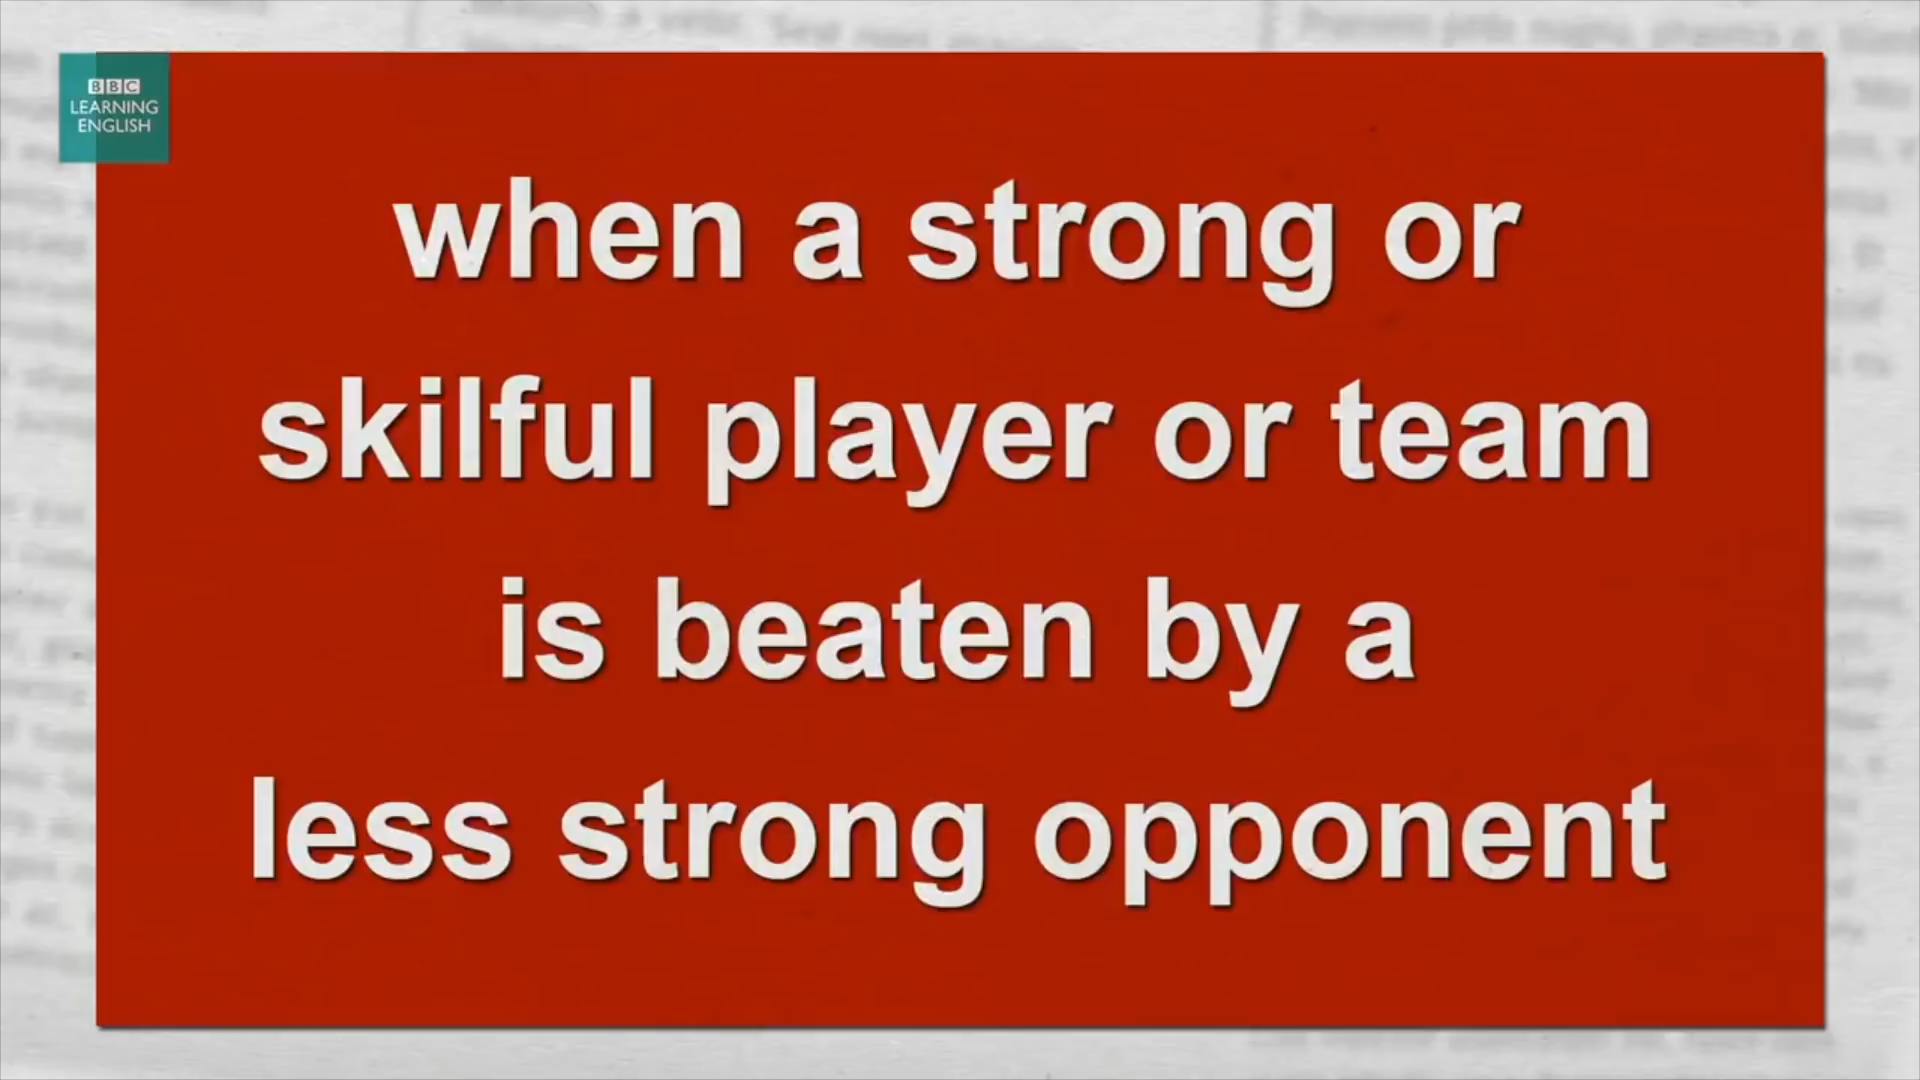 BBC
LEARNING
ENGLISH
when a strong or
skilful player or team
is beaten by a
less strong opponent